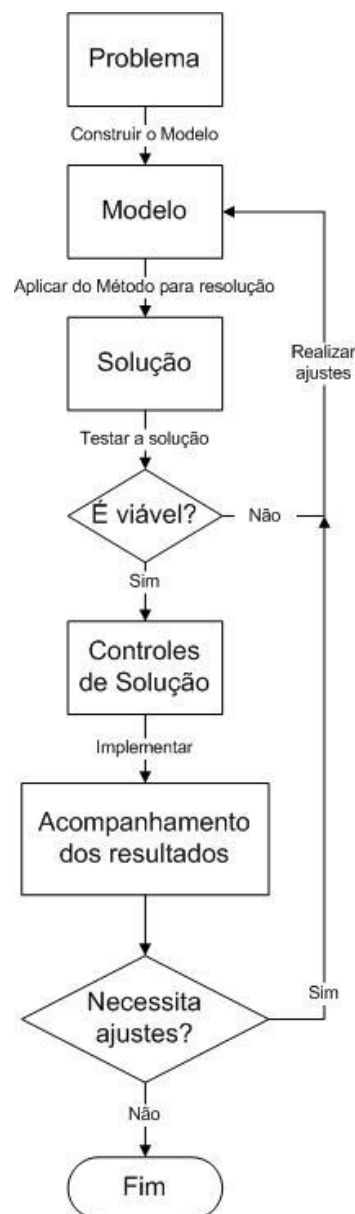 Problema
Construir o Modelo
Modelo
Aplicar do Método para resolução
Solução
Realizar
ajustes
Testar a solução
É viável?
Não
Sim
Controles
de Solução
Implementar
Acompanhamento
dos resultados
Necessita
ajustes?
Sim
Não
Fim